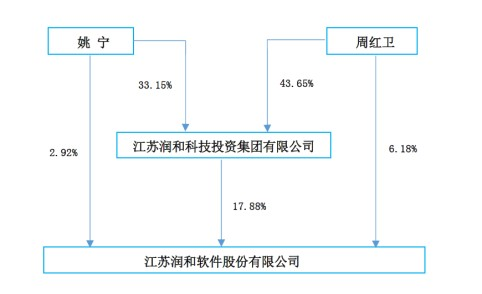 姚 宁
周红卫
33.15%
43.65%
江苏润和科技投资集团有限公司
2.92%
6.18%
17.88%
江苏润和软件股份有限公司